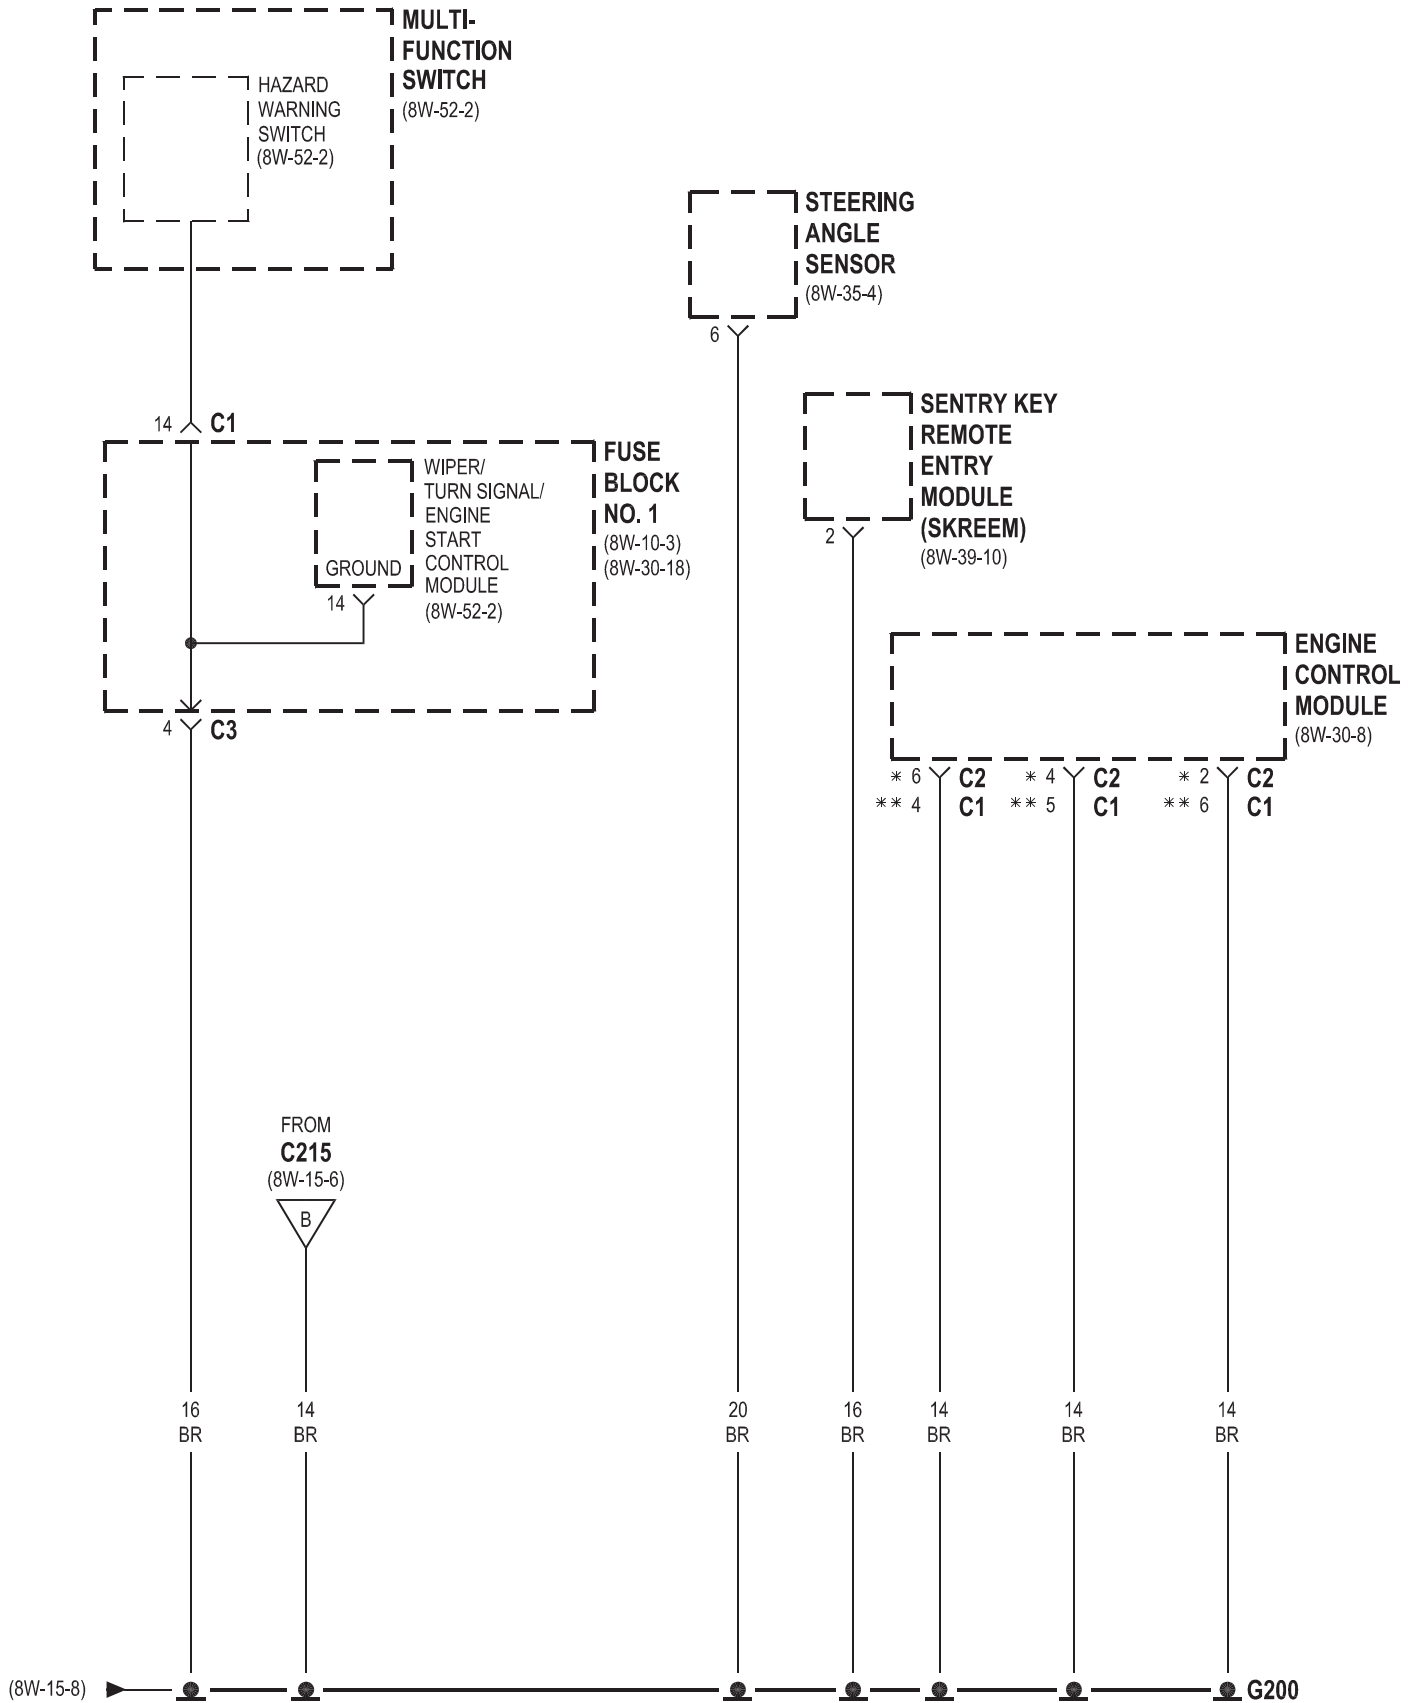 MULTI-
FUNCTION
SWITCH
(8W-52-2)
HAZARD
WARNING
SWITCH
(8W-52-2)
STEERING
ANGLE
SENSOR
(8W-35-4)
6
SENTRY KEY
REMOTE
ENTRY
MODULE
(SKREEM)
(8W-39-10)
2
14 C1
FUSE
BLOCK
NO. 1
(8W-10-3)
(8W-30-18)
WIPER/
TURN SIGNAL/
ENGINE
START
CONTROL
MODULE
(8W-52-2)
GROUND
14
4 C3
ENGINE
CONTROL
MODULE
(8W-30-8)
* 6 C2 * 4 C2 * 2 C2
** 4 C1 ** 5 C1 ** 6 C1
FROM
C215
(8W-15-6)
B
16 14 20 16 14 14 14
BR BR BR BR BR BR BR
(8W-15-8) G200